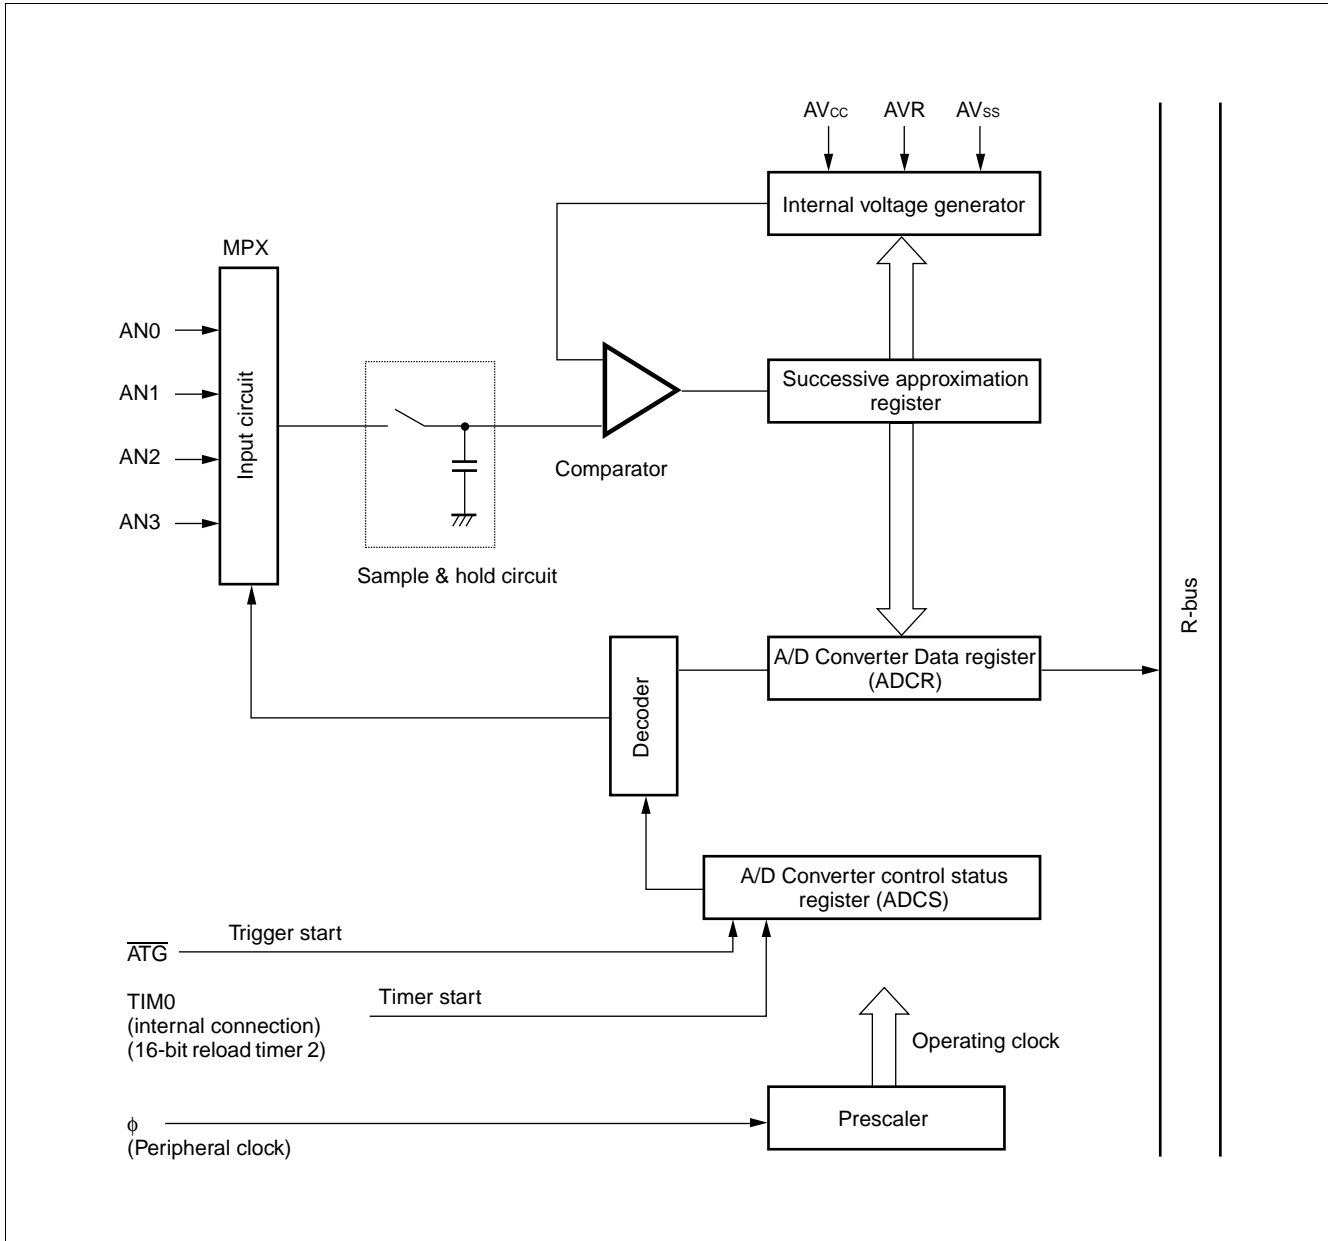 AVCC AVR AVSS
Internal voltage generator
MPX
AN0
AN1
AN2
AN3
Input circuit
Sample & hold circuit
Comparator
Successive approximation
register
R-bus
A/D Converter Data register
(ADCR)
Decoder
A/D Converter control status
register (ADCS)
ATG
Trigger start
TIM0
(internal connection)
(16-bit reload timer 2)
Timer start
Operating clock
Prescaler
ϕ
(Peripheral clock)